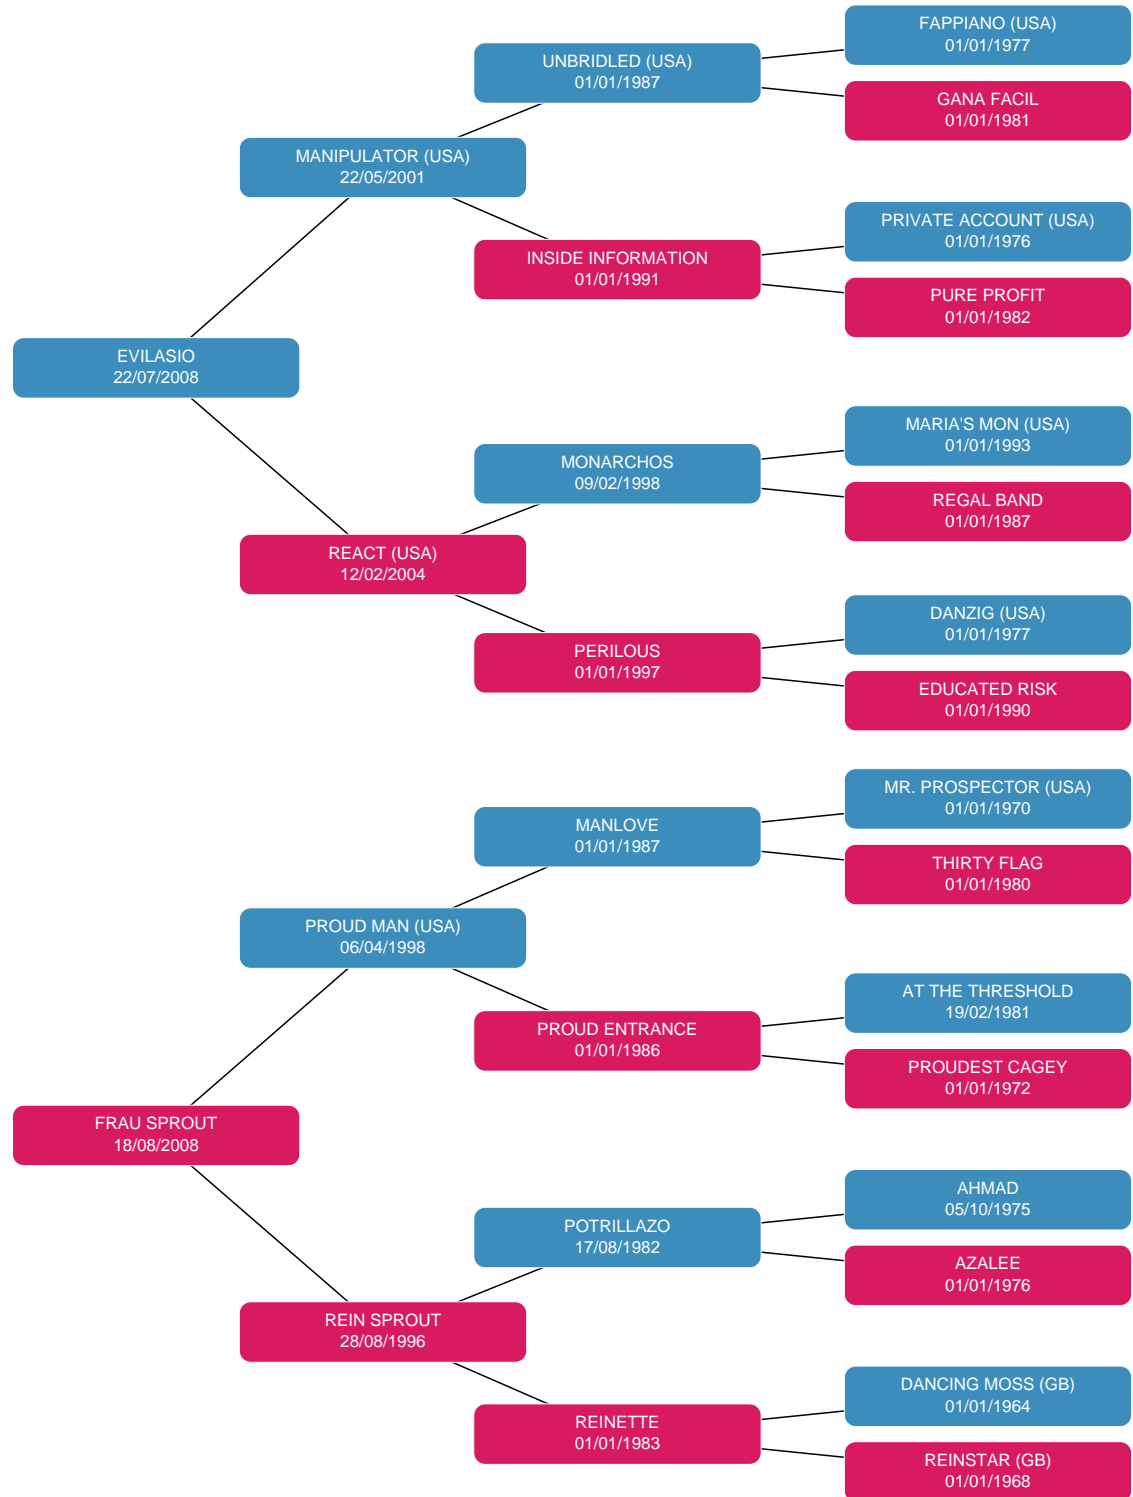 FAPPIANO (USA)
01/01/1977
UNBRIDLED (USA)
01/01/1987
GANA FACIL
01/01/1981
MANIPULATOR (USA)
22/05/2001
PRIVATE ACCOUNT (USA)
01/01/1976
INSIDE INFORMATION
01/01/1991
PURE PROFIT
01/01/1982
EVILASIO
22/07/2008
MARIA'S MON (USA)
01/01/1993
MONARCHOS
09/02/1998
REGAL BAND
01/01/1987
REACT (USA)
12/02/2004
DANZIG (USA)
01/01/1977
PERILOUS
01/01/1997
EDUCATED RISK
01/01/1990
MR. PROSPECTOR (USA)
01/01/1970
MANLOVE
01/01/1987
THIRTY FLAG
01/01/1980
PROUD MAN (USA)
06/04/1998
AT THE THRESHOLD
19/02/1981
PROUD ENTRANCE
01/01/1986
PROUDEST CAGEY
01/01/1972
FRAU SPROUT
18/08/2008
AHMAD
05/10/1975
POTRILLAZO
17/08/1982
AZALEE
01/01/1976
REIN SPROUT
28/08/1996
DANCING MOSS (GB)
01/01/1964
REINETTE
01/01/1983
REINSTAR (GB)
01/01/1968